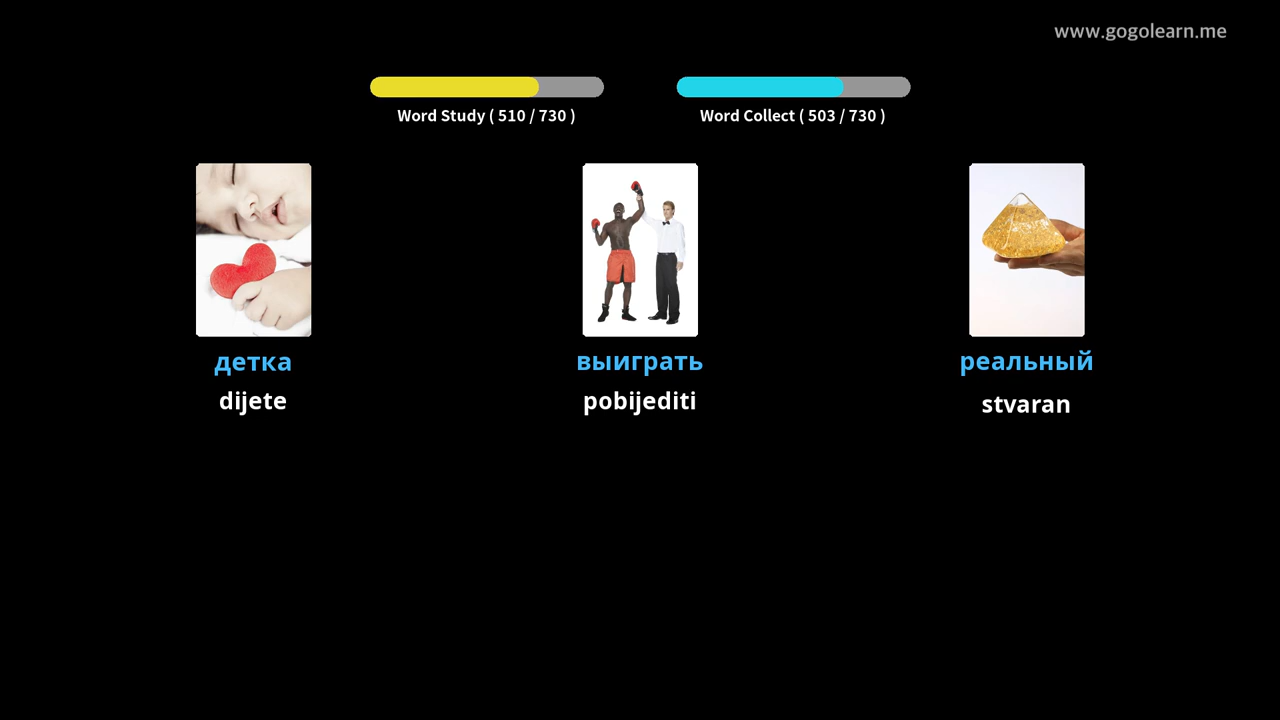 www.gogolearn.me
Word Study ( 510 / 730 )
Word Collect ( 503 / 730 )
детка
выиграть
реальный
dijete
pobijediti
stvaran